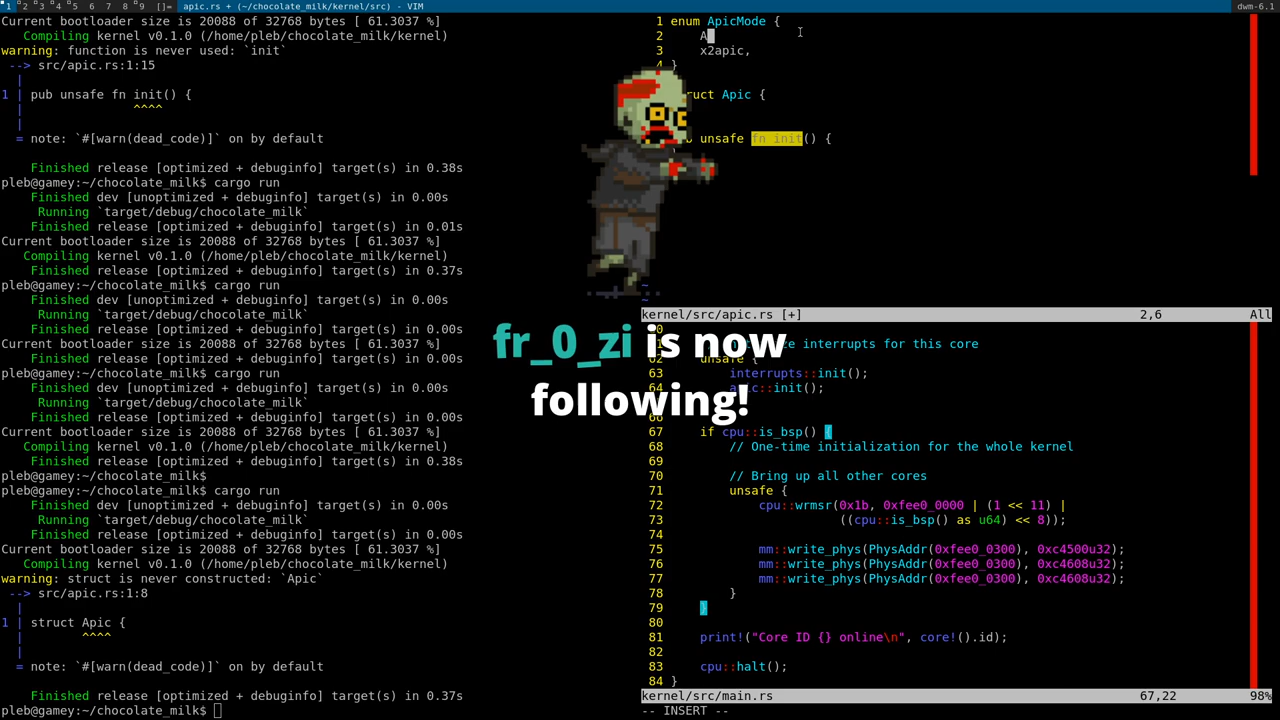 1 2 3 4 5 6 7 8 9 []= apic.rs + (~/chocolate_milk/kernel/src) - VIM dwm-6.1
Current bootloader size is 20088 of 32768 bytes [ 61.3037 %]
Compiling kernel v0.1.0 (/home/pleb/chocolate_milk/kernel)
warning: function is never used: `init`
--> src/apic.rs:1:15
|
1 | pub unsafe fn init() {
| ^^^^
|
= note: `#[warn(dead_code)]` on by default
Finished release [optimized + debuginfo] target(s) in 0.38s
pleb@gamey:~/chocolate_milk$ cargo run
Finished dev [unoptimized + debuginfo] target(s) in 0.00s
Running `target/debug/chocolate_milk`
Finished release [optimized + debuginfo] target(s) in 0.01s
Current bootloader size is 20088 of 32768 bytes [ 61.3037 %]
Compiling kernel v0.1.0 (/home/pleb/chocolate_milk/kernel)
Finished release [optimized + debuginfo] target(s) in 0.37s
pleb@gamey:~/chocolate_milk$ cargo run
Finished dev [unoptimized + debuginfo] target(s) in 0.00s
Running `target/debug/chocolate_milk`
Finished release [optimized + debuginfo] target(s) in 0.00s
Current bootloader size is 20088 of 32768 bytes [ 61.3037 %]
Finished release [optimized + debuginfo] target(s) in 0.00s
pleb@gamey:~/chocolate_milk$ cargo run
Finished dev [unoptimized + debuginfo] target(s) in 0.00s
Running `target/debug/chocolate_milk`
Finished release [optimized + debuginfo] target(s) in 0.00s
Current bootloader size is 20088 of 32768 bytes [ 61.3037 %]
Compiling kernel v0.1.0 (/home/pleb/chocolate_milk/kernel)
Finished release [optimized + debuginfo] target(s) in 0.38s
pleb@gamey:~/chocolate_milk$
pleb@gamey:~/chocolate_milk$ cargo run
Finished dev [unoptimized + debuginfo] target(s) in 0.00s
Running `target/debug/chocolate_milk`
Finished release [optimized + debuginfo] target(s) in 0.00s
Current bootloader size is 20088 of 32768 bytes [ 61.3037 %]
Compiling kernel v0.1.0 (/home/pleb/chocolate_milk/kernel)
warning: struct is never constructed: `Apic`
--> src/apic.rs:1:8
|
1 | struct Apic {
| ^^^^
|
= note: `#[warn(dead_code)]` on by default
Finished release [optimized + debuginfo] target(s) in 0.37s
pleb@gamey:~/chocolate_milk$
1 enum ApicMode {
2 A
3 x2apic,
4 }
Apic {
unsafe fn init() {
~
~
kernel/src/apic.rs [+] 2,6 All
interrupts for this core
62 unsafe {
63 interrupts::init();
64 apic::init();
fr_0_zi is now
following!
67 if cpu::is_bsp() {
68 // One-time initialization for the whole kernel
69
70 // Bring up all other cores
71 unsafe {
72 cpu::wrmsr(0x1b, 0xfee0_0000 | (1 << 11) |
73 ((cpu::is_bsp() as u64) << 8));
74
75 mm::write_phys(PhysAddr(0xfee0_0300), 0xc4500u32);
76 mm::write_phys(PhysAddr(0xfee0_0300), 0xc4608u32);
77 mm::write_phys(PhysAddr(0xfee0_0300), 0xc4608u32);
78 }
79 }
80
81 print!("Core ID {} online\n", core!().id);
82
83 cpu::halt();
84 }
kernel/src/main.rs 67,22 98%
-- INSERT --